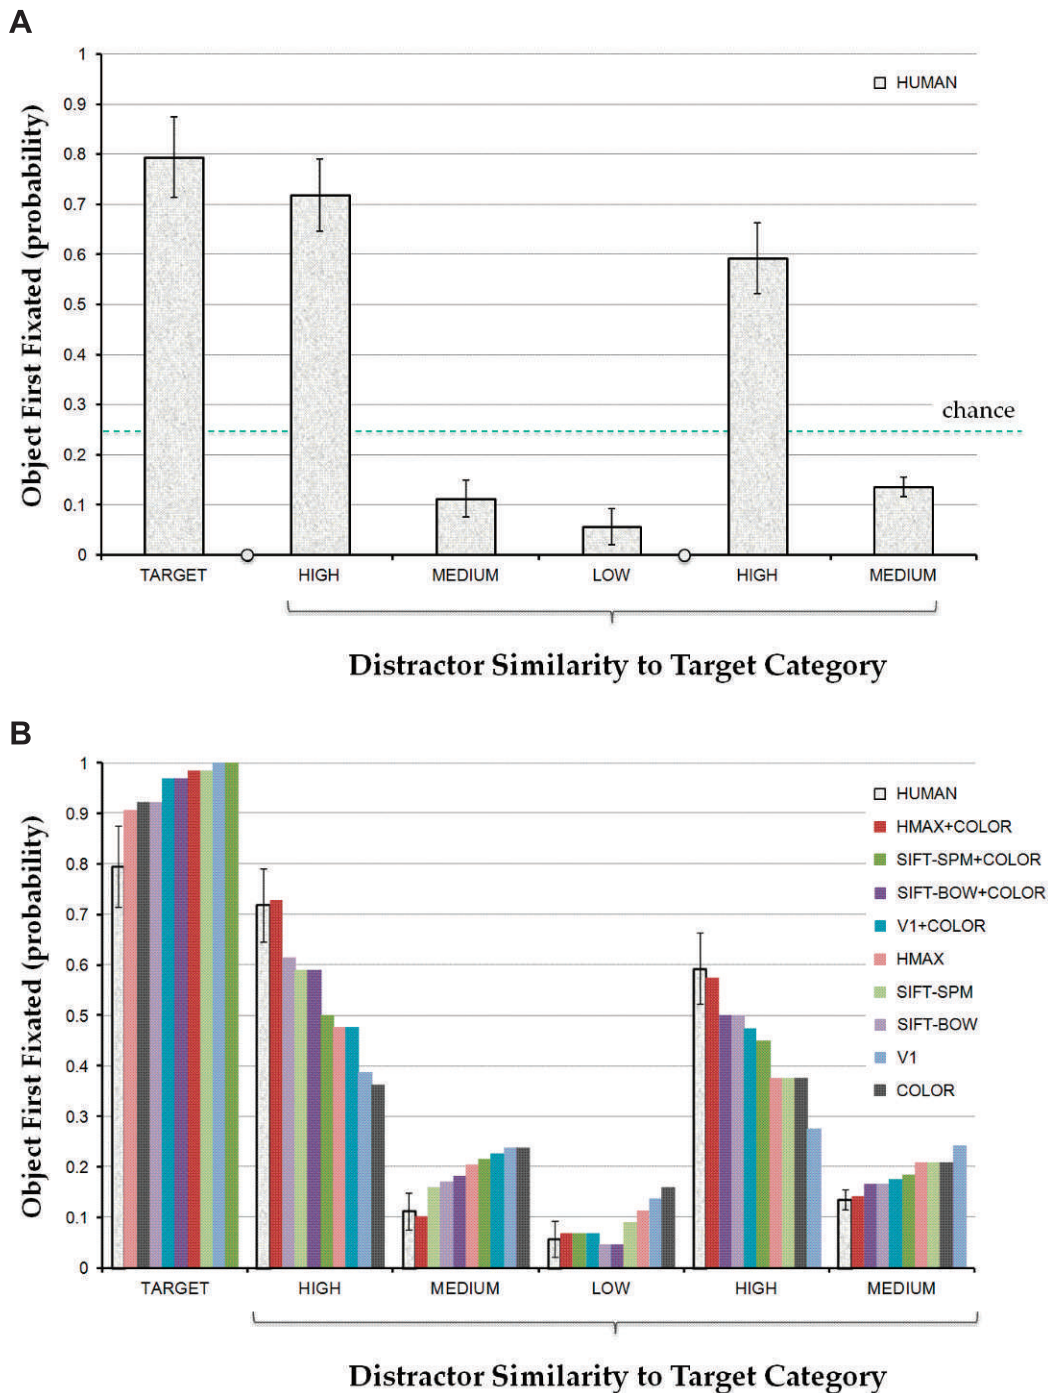 A
Object First Fixated (probability)
1
0.9
0.8
0.7
0.6
0.5
0.4
0.3
0.2
0.1
0
HUMAN
chance
TARGET HIGH MEDIUM LOW HIGH MEDIUM
Distractor Similarity to Target Category
B
Object First Fixated (probability)
1
0.9
0.8
0.7
0.6
0.5
0.4
0.3
0.2
0.1
0
HUMAN
HMAX+COLOR
SIFT-SPM+COLOR
SIFT-BOW+COLOR
V1+COLOR
HMAX
SIFT-SPM
SIFT-BOW
V1
COLOR
TARGET HIGH MEDIUM LOW HIGH MEDIUM
Distractor Similarity to Target Category